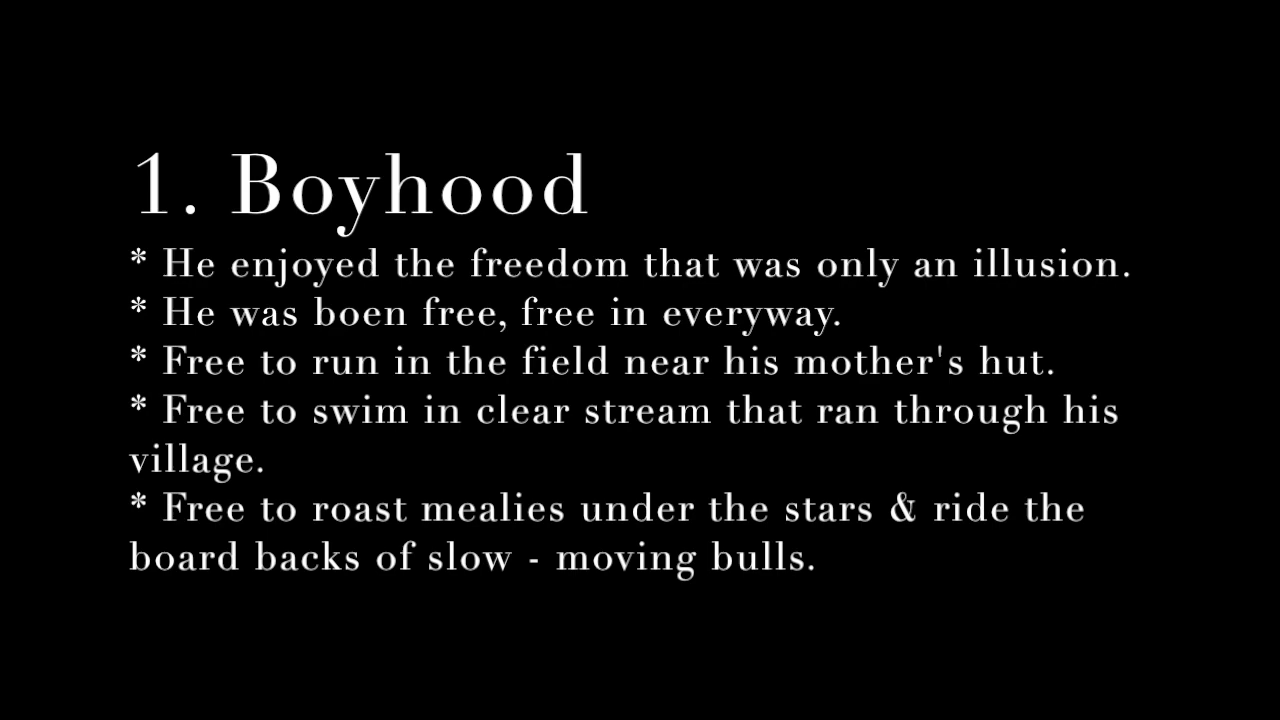 1. Boyhood
* He enjoyed the freedom that was only an illusion.
* He was boen free, free in everyway.
* Free to run in the field near his mother's hut.
* Free to swim in clear stream that ran through his
village.
* Free to roast mealies under the stars & ride the
board backs of slow - moving bulls.